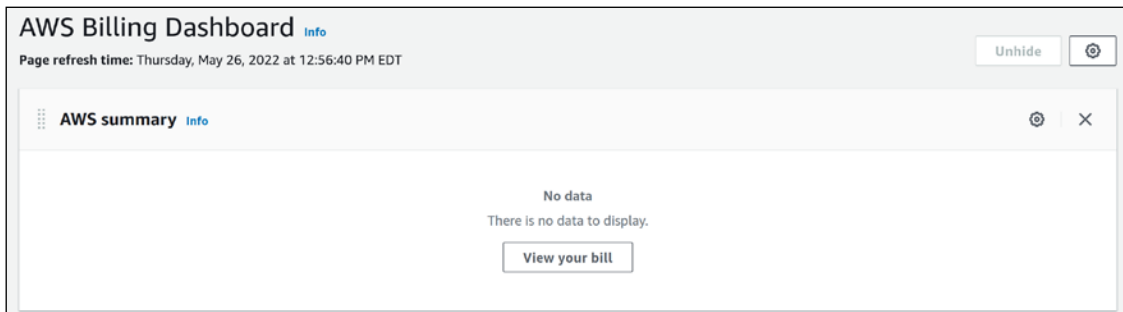 AWS Billing Dashboard Info
Page refresh time: Thursday, May 26, 2022 at 12:56:40 PM EDT
Unhide
AWS summary Info
No data
There is no data to display.
View your bill